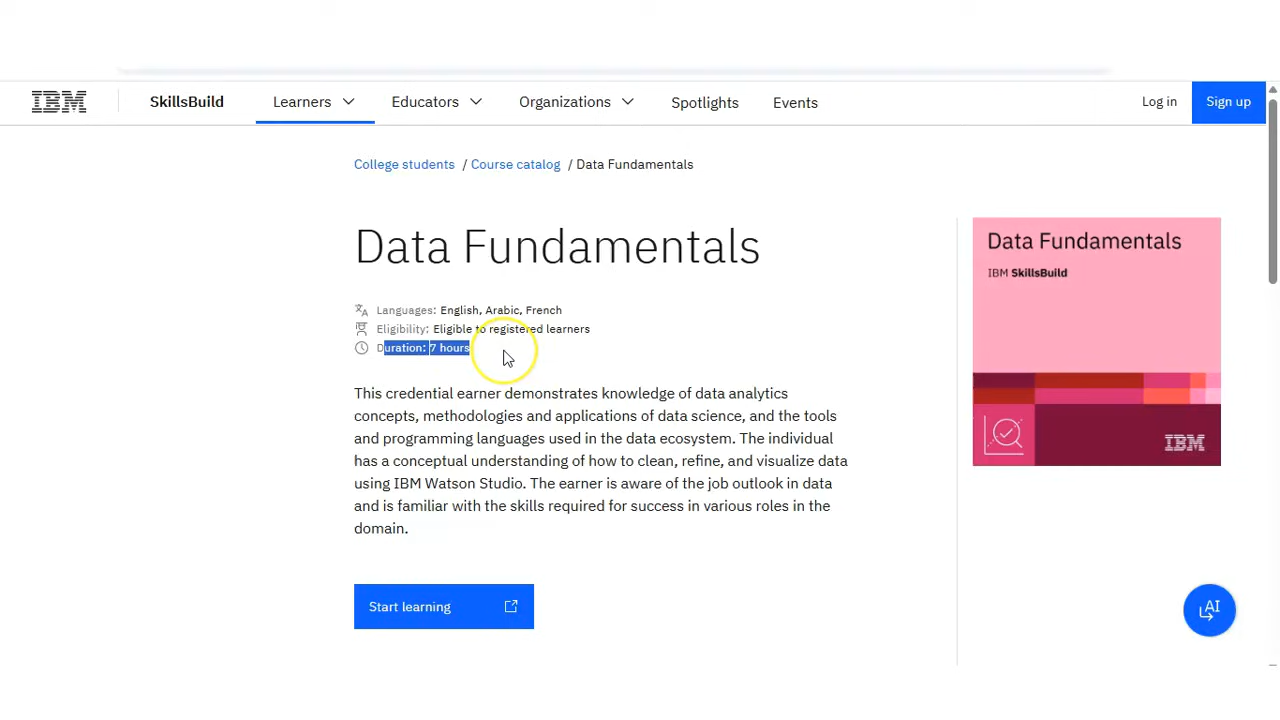 IBM SkillsBuild Learners Educators Organizations Spotlights Events Log in Sign up
College students / Course catalog / Data Fundamentals
Data Fundamentals
Languages: English, Arabic, French
Eligibility: Eligible to registered learners
Duration: 7 hours
This credential earner demonstrates knowledge of data analytics
concepts, methodologies and applications of data science, and the tools
and programming languages used in the data ecosystem. The individual
has a conceptual understanding of how to clean, refine, and visualize data
using IBM Watson Studio. The earner is aware of the job outlook in data
and is familiar with the skills required for success in various roles in the
domain.
Start learning
Data Fundamentals
IBM SkillsBuild
IBM
AI